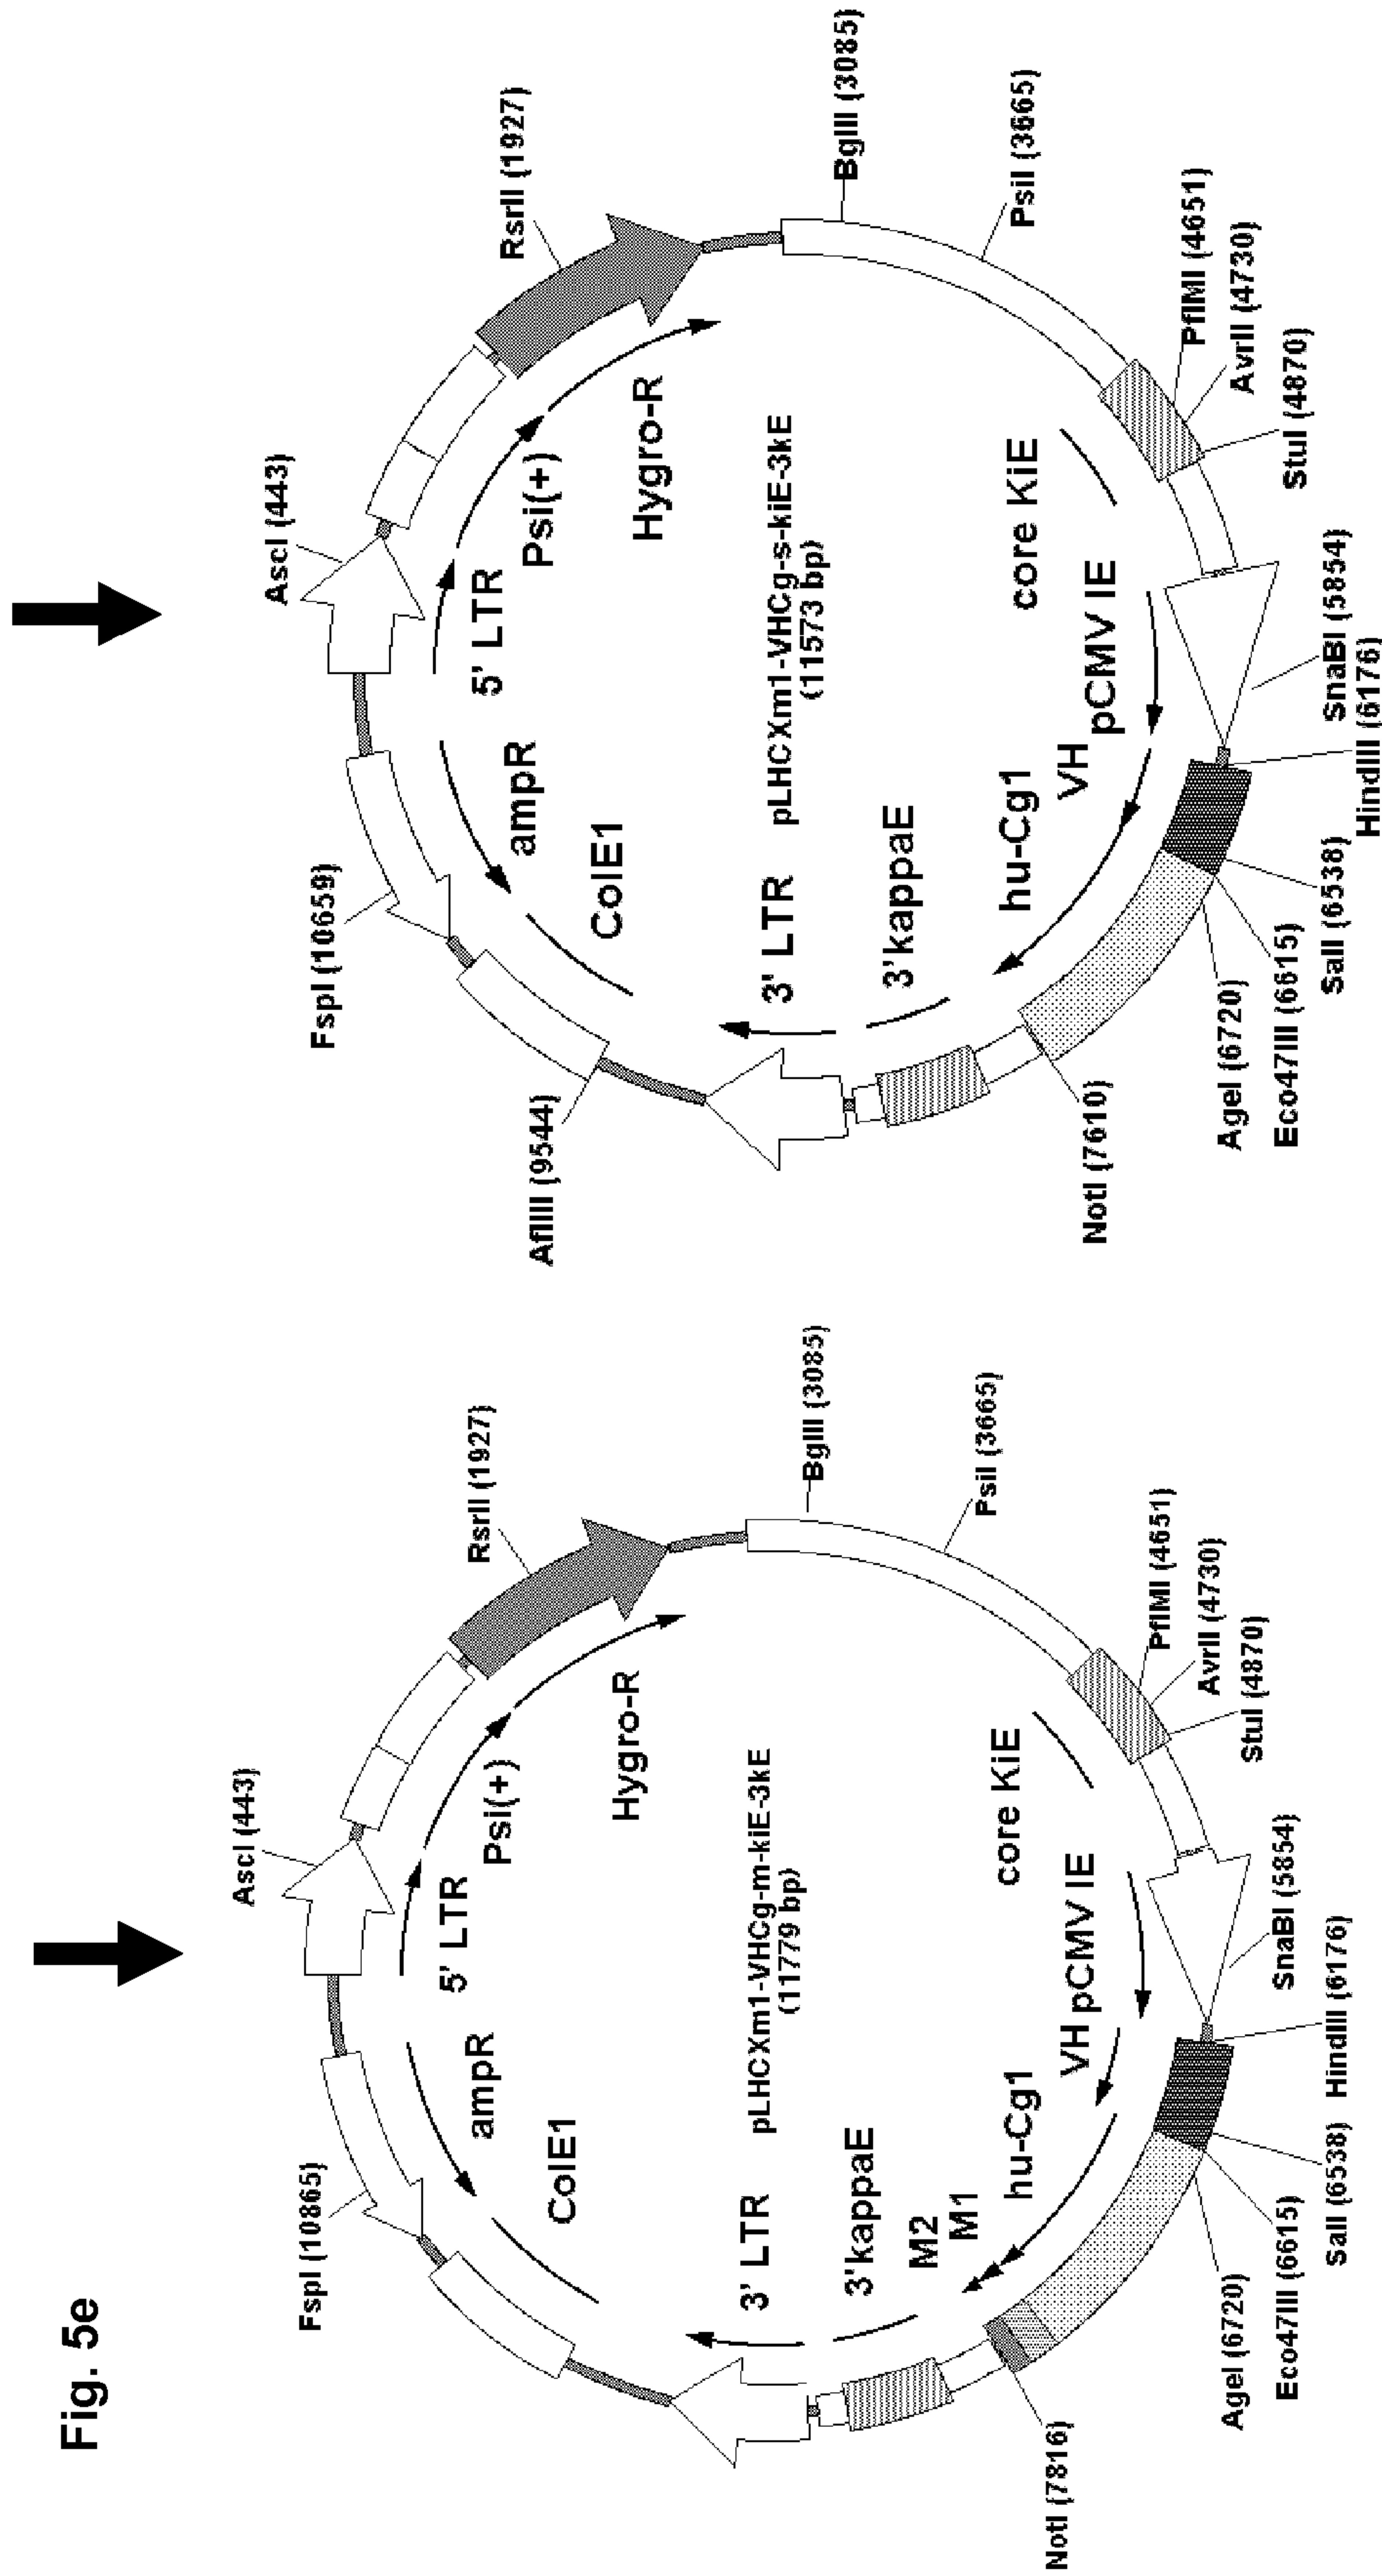 Fig. 5e
AscI (443)
RsrII (1927)
BglII (3085)
PsiI (3665)
PflMI (4651)
AvrII (4730)
StuI (4870)
SnaBI (5854)
HindIII (6176)
SalI (6538)
Eco47III (6615)
AgeI (6720)
NotI (7816)
FspI (10865)
5' LTR
Psi(+)
Hygro-R
core KiE
pCMV IE
VH
hu-Cg1
M1
M2
3'kappaE
3' LTR
ColE1
ampR
pLHCXm1-VHCg-m-kiE-3kE
(11779 bp)
AscI (443)
RsrII (1927)
BglII (3085)
PsiI (3665)
PflMI (4651)
AvrII (4730)
StuI (4870)
SnaBI (5854)
HindIII (6176)
SalI (6538)
Eco47III (6615)
AgeI (6720)
NotI (7610)
AflIII (9544)
FspI (10659)
5' LTR
Psi(+)
Hygro-R
core KiE
pCMV IE
VH
hu-Cg1
3'kappaE
3' LTR
ColE1
ampR
pLHCXm1-VHCg-s-kiE-3kE
(11573 bp)